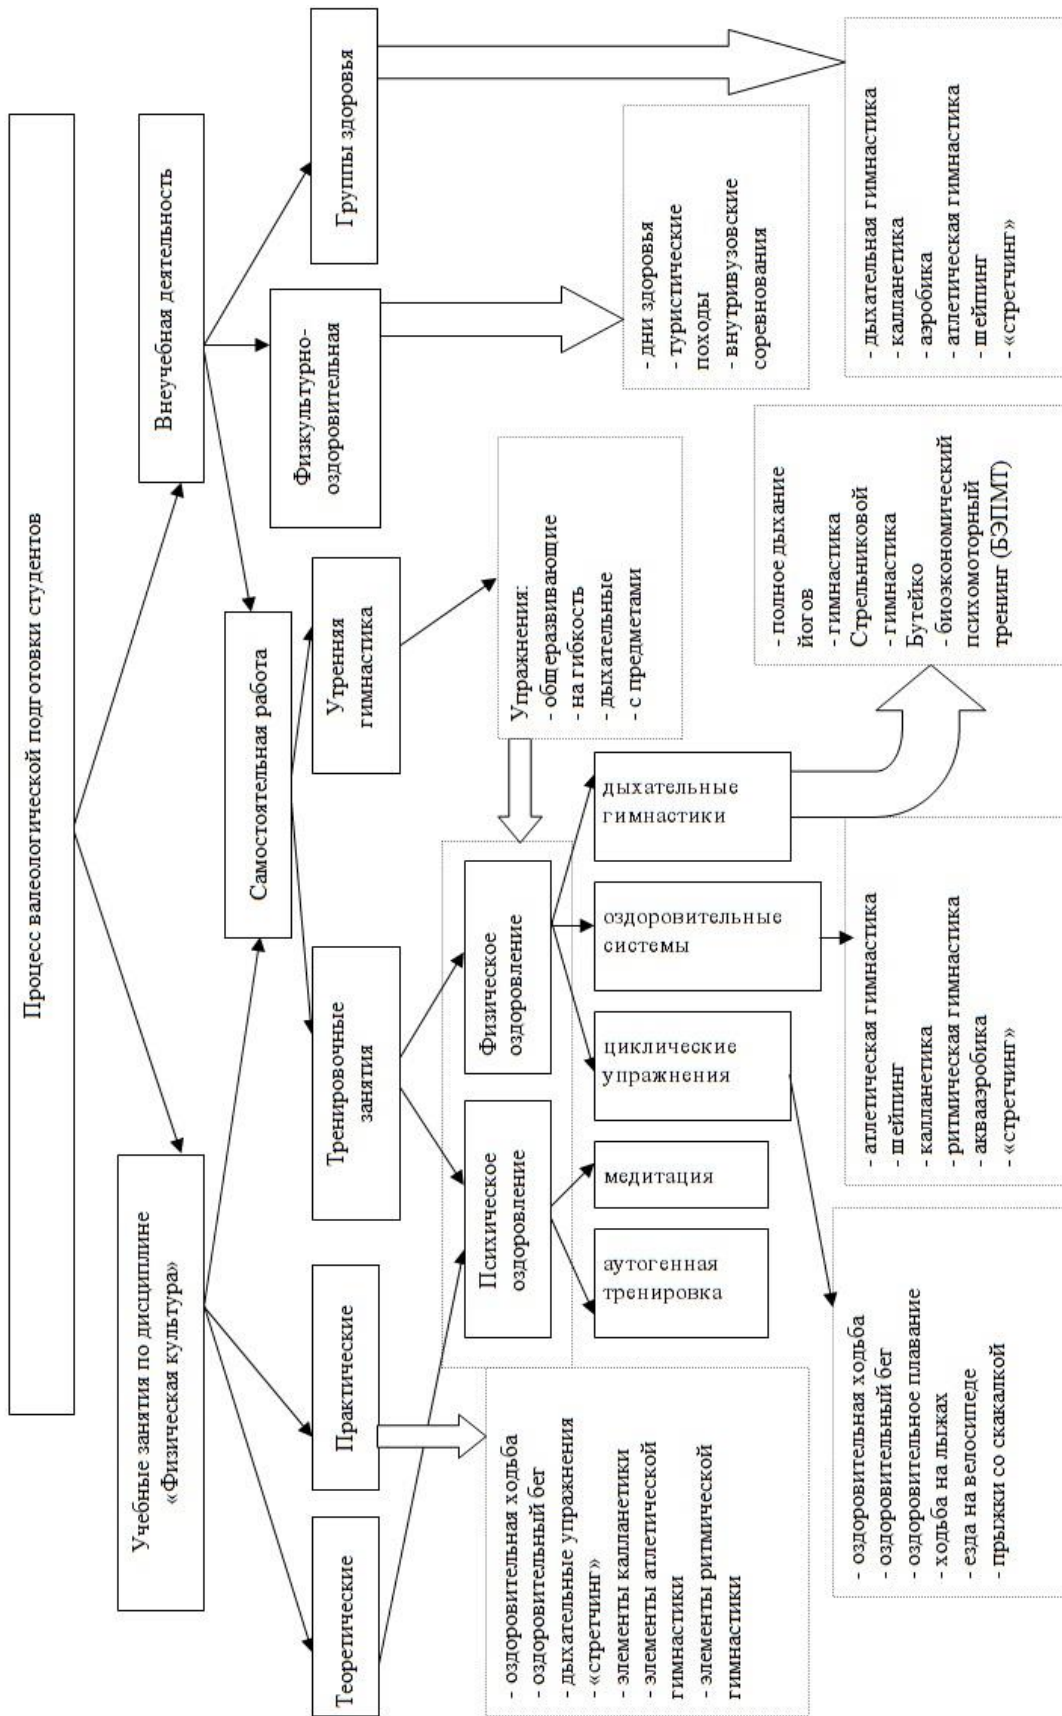 Процесс валеологической подготовки студентов
Учебные занятия по дисциплине
«Физическая культура»
Внеучебная деятельность
Самостоятельная работа
Теоретические
Практические
Тренировочные
занятия
Утренняя
гимнастика
Физкультурно-
оздоровительная
Группы здоровья
Психическое
оздоровление
Физическое
оздоровление
Упражнения:
- общеразвивающие
- на гибкость
- дыхательные
- с предметами
- оздоровительная ходьба
- оздоровительный бег
- дыхательные упражнения
- «стретчинг»
- элементы калланетики
- элементы атлетической
гимнастики
- элементы ритмической
гимнастики
аутогенная
тренировка
медитация
циклические
упражнения
оздоровительные
системы
дыхательные
гимнастики
- дни здоровья
- туристические
походы
- внутривузовские
соревнования
- полное дыхание
йогов
- гимнастика
Стрельниковой
- гимнастика
Бутейко
- биоэкономический
психомоторный
тренинг (БЭПМТ)
- оздоровительная ходьба
- оздоровительный бег
- оздоровительное плавание
- ходьба на лыжах
- езда на велосипеде
- прыжки со скакалкой
- атлетическая гимнастика
- шейпинг
- калланетика
- ритмическая гимнастика
- аквааэробика
- «стретчинг»
- дыхательная гимнастика
- калланетика
- аэробика
- атлетическая гимнастика
- шейпинг
- «стретчинг»